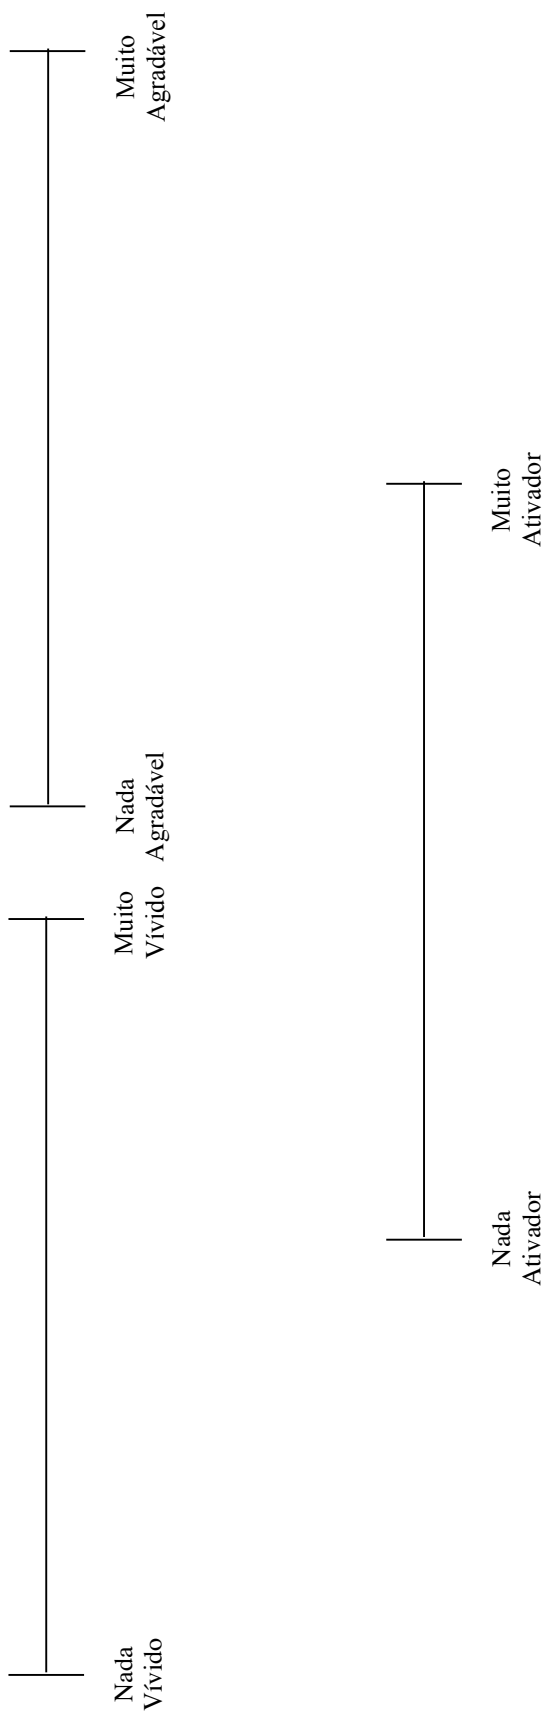 Nada
Vívido
Muito
Vívido
Nada
Agradável
Muito
Agradável
Nada
Ativador
Muito
Ativador